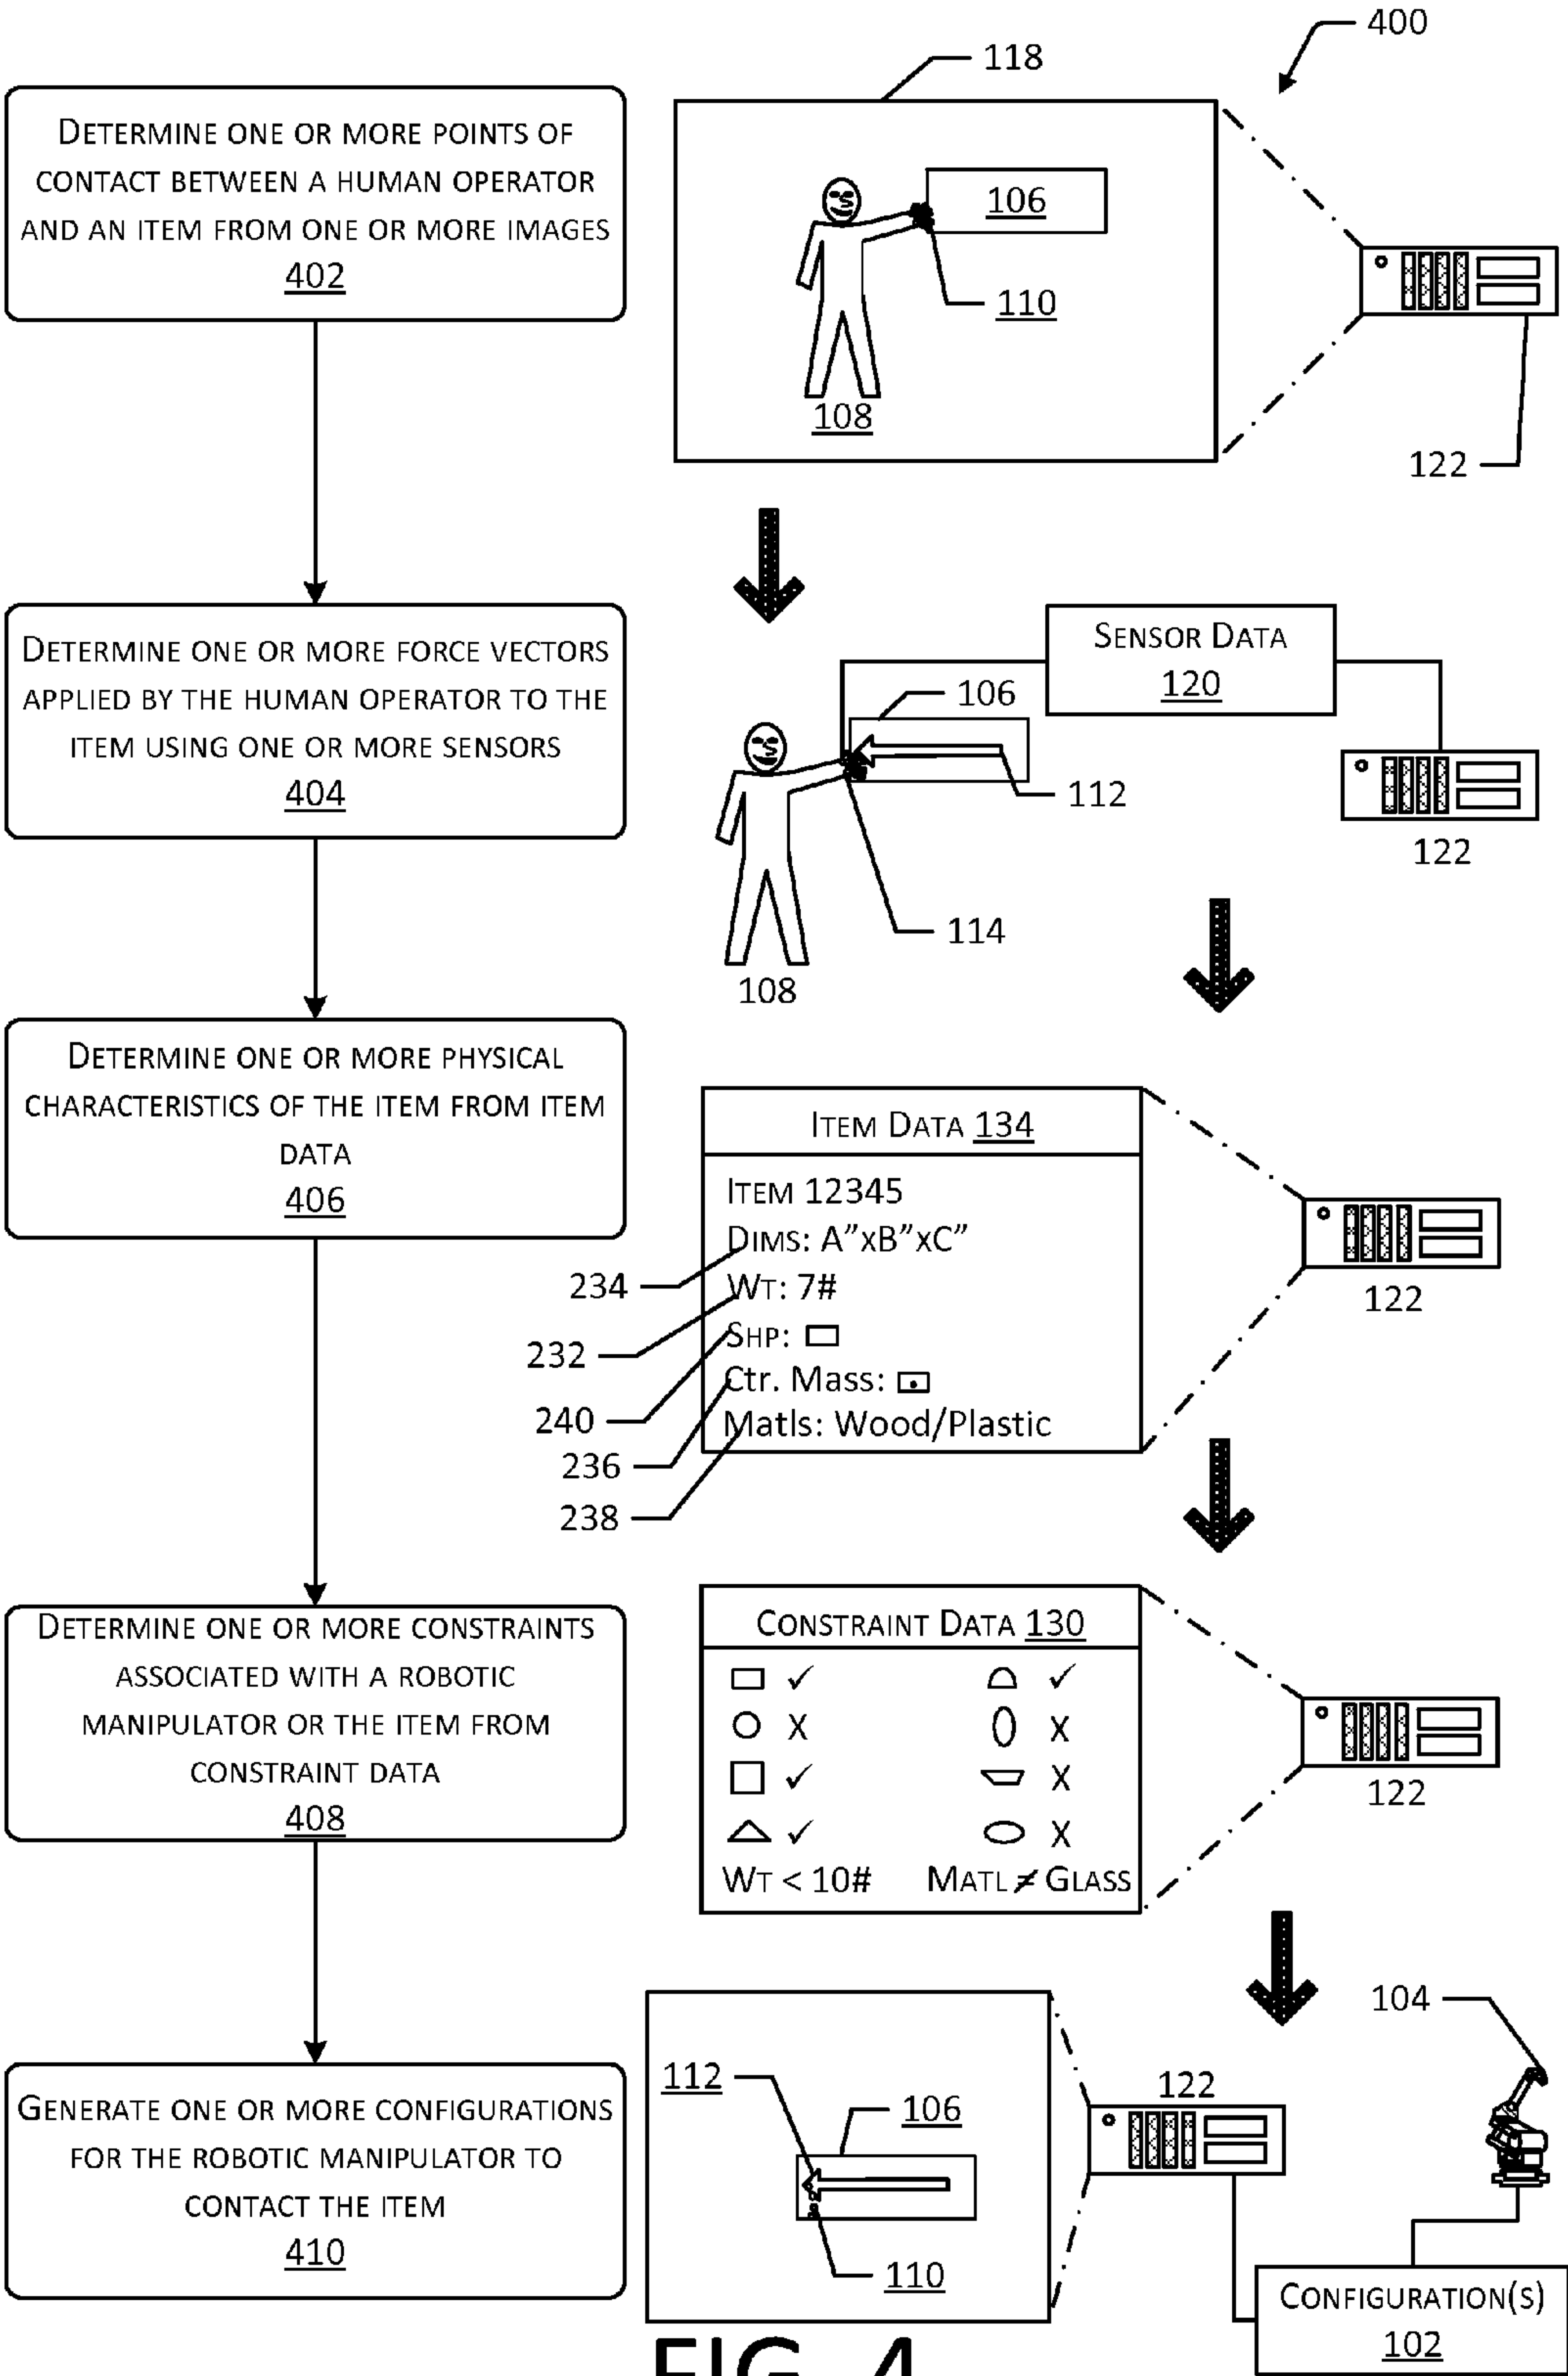 400
118
DETERMINE ONE OR MORE POINTS OF
CONTACT BETWEEN A HUMAN OPERATOR
AND AN ITEM FROM ONE OR MORE IMAGES
402
106
110
108
122
DETERMINE ONE OR MORE FORCE VECTORS
APPLIED BY THE HUMAN OPERATOR TO THE
ITEM USING ONE OR MORE SENSORS
404
SENSOR DATA
120
106
112
122
114
108
DETERMINE ONE OR MORE PHYSICAL
CHARACTERISTICS OF THE ITEM FROM ITEM
DATA
406
ITEM DATA 134
ITEM 12345
DIMS: A”XB”XC”
WT: 7#
SHP:
Ctr. Mass:
Matls: Wood/Plastic
234
232
240
236
238
122
DETERMINE ONE OR MORE CONSTRAINTS
ASSOCIATED WITH A ROBOTIC
MANIPULATOR OR THE ITEM FROM
CONSTRAINT DATA
408
CONSTRAINT DATA 130
✓ ✓
X X
✓ X
✓ X
WT < 10# MATL ≠ GLASS
122
GENERATE ONE OR MORE CONFIGURATIONS
FOR THE ROBOTIC MANIPULATOR TO
CONTACT THE ITEM
410
112
106
110
122
104
CONFIGURATION(S)
102
FIG. 4